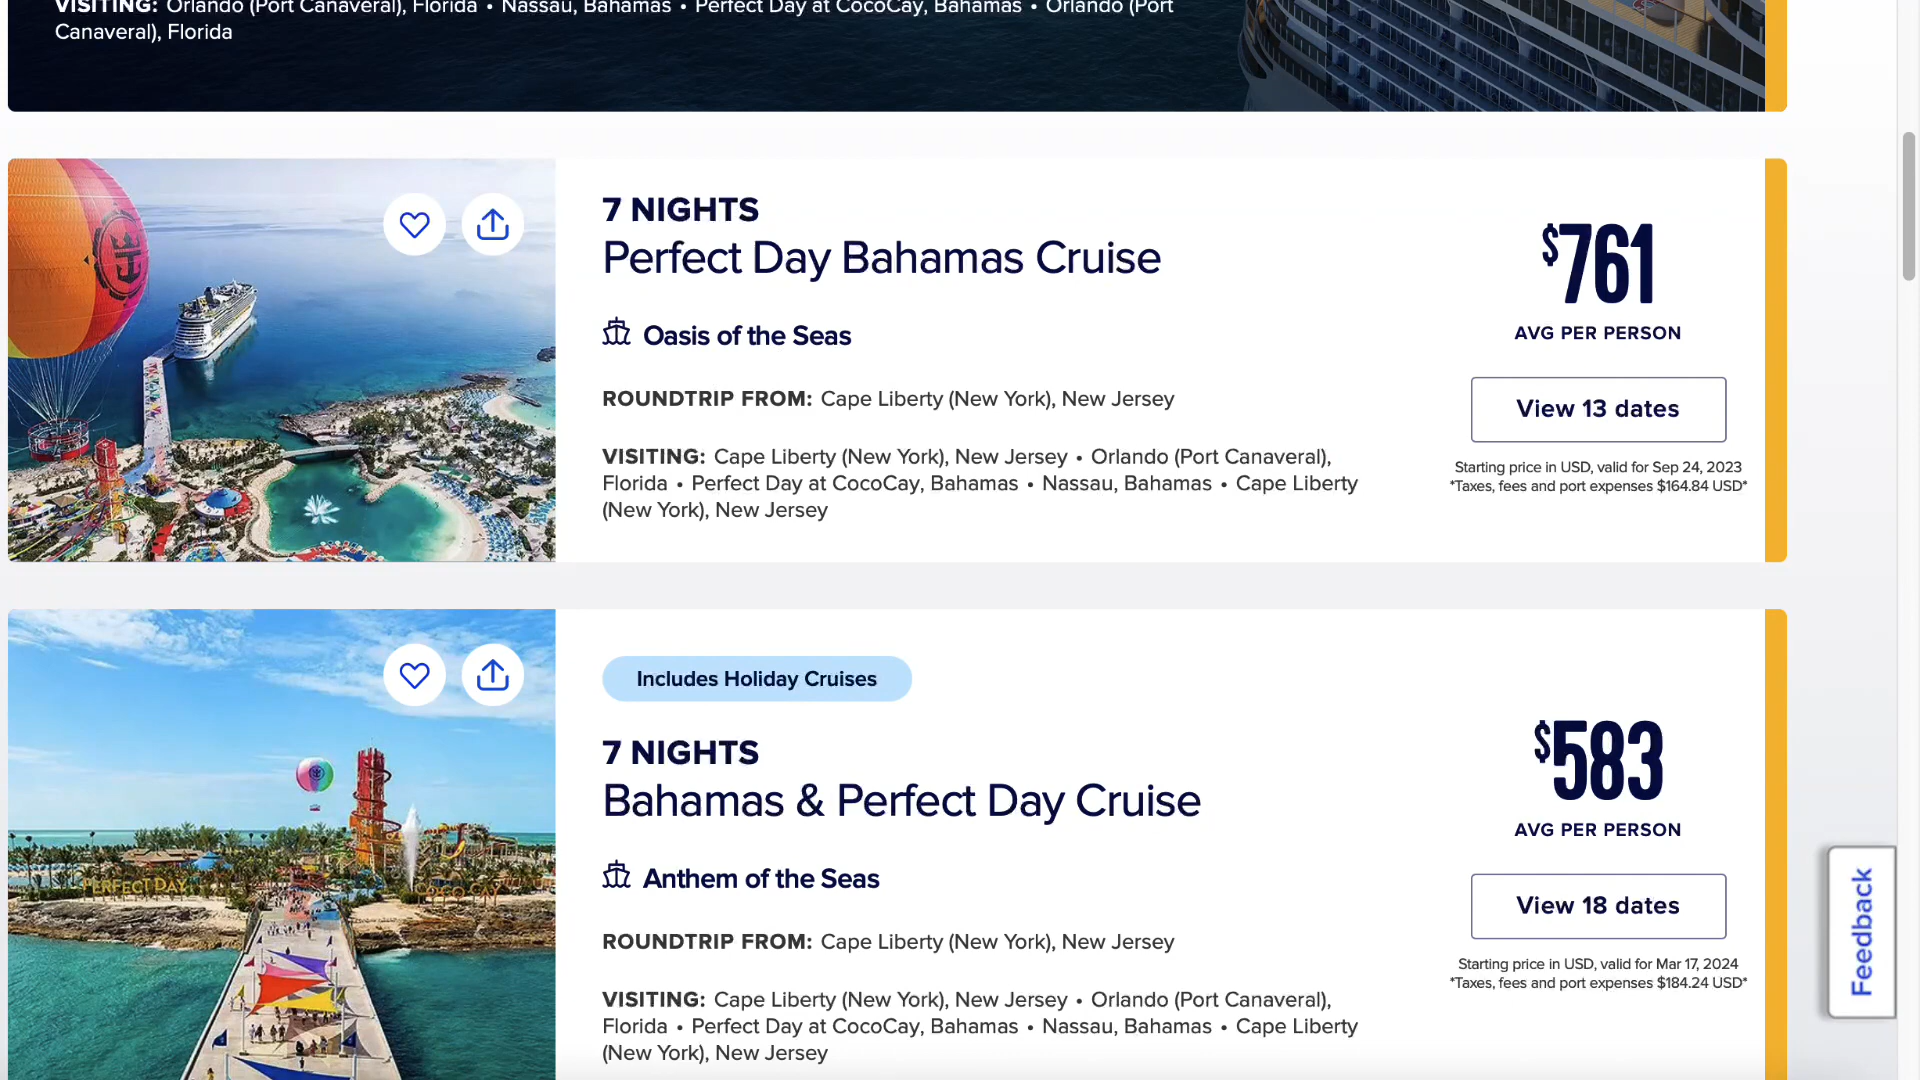 VISITING: Orlando (Port Canaveral), Florida • Nassau, Bahamas • Perfect Day at CocoCay, Bahamas • Orlando (Port
Canaveral), Florida
7 NIGHTS
Perfect Day Bahamas Cruise
Oasis of the Seas
ROUNDTRIP FROM: Cape Liberty (New York), New Jersey
VISITING: Cape Liberty (New York), New Jersey • Orlando (Port Canaveral),
Florida • Perfect Day at CocoCay, Bahamas • Nassau, Bahamas • Cape Liberty
(New York), New Jersey
$761
AVG PER PERSON
View 13 dates
Starting price in USD, valid for Sep 24, 2023
*Taxes, fees and port expenses $164.84 USD*
PERFECT DAY
COCO CAY
Includes Holiday Cruises
7 NIGHTS
Bahamas & Perfect Day Cruise
Anthem of the Seas
ROUNDTRIP FROM: Cape Liberty (New York), New Jersey
VISITING: Cape Liberty (New York), New Jersey • Orlando (Port Canaveral),
Florida • Perfect Day at CocoCay, Bahamas • Nassau, Bahamas • Cape Liberty
(New York), New Jersey
$583
AVG PER PERSON
View 18 dates
Starting price in USD, valid for Mar 17, 2024
*Taxes, fees and port expenses $184.24 USD*
Feedback